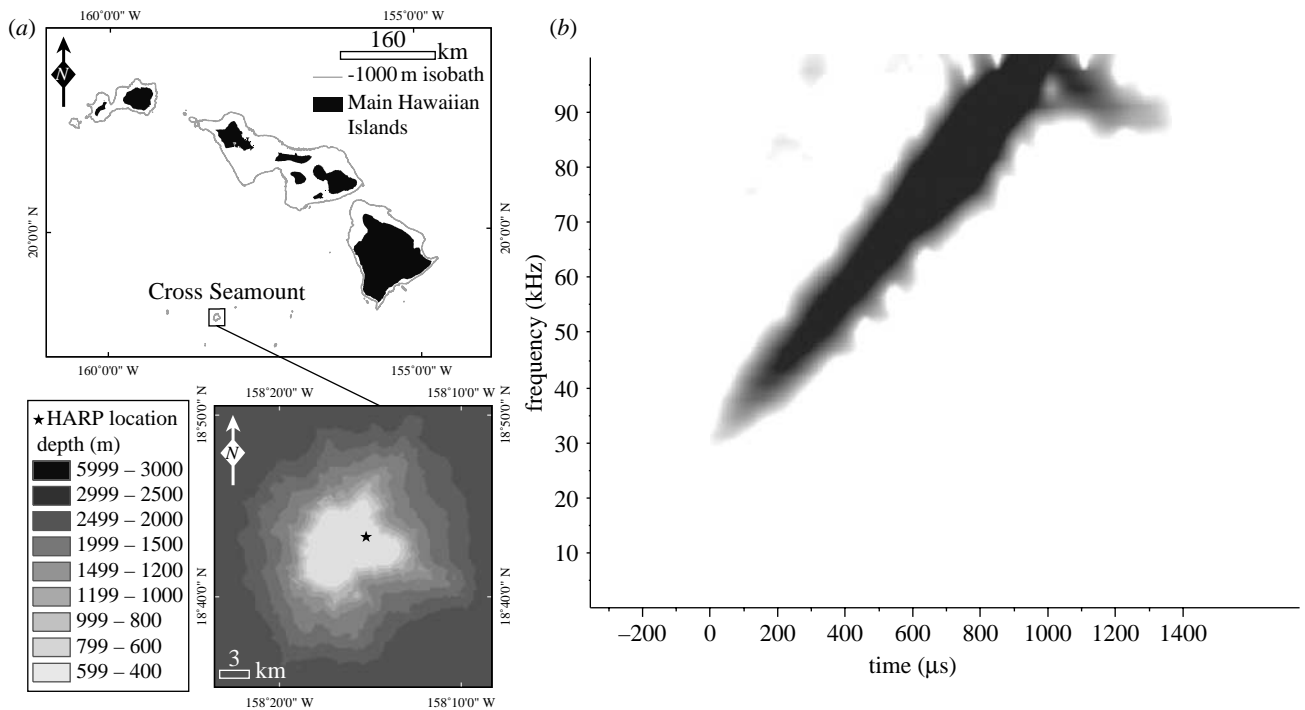 (a)
160°0'0" W
155°0'0" W
N
160
km
-1000 m isobath
Main Hawaiian
Islands
20°0'0" N
20°0'0" N
Cross Seamount
160°0'0" W
155°0'0" W
★HARP location
depth (m)
5999 – 3000
2999 – 2500
2499 – 2000
1999 – 1500
1499 – 1200
1199 – 1000
999 – 800
799 – 600
599 – 400
158°20'0" W
158°10'0" W
18°50'0" N
18°50'0" N
N
18°40'0" N
18°40'0" N
3
km
158°20'0" W
158°10'0" W
(b)
frequency (kHz)
90
80
70
60
50
40
30
20
10
–200
0
200
400
600
800
1000
1200
1400
time (µs)